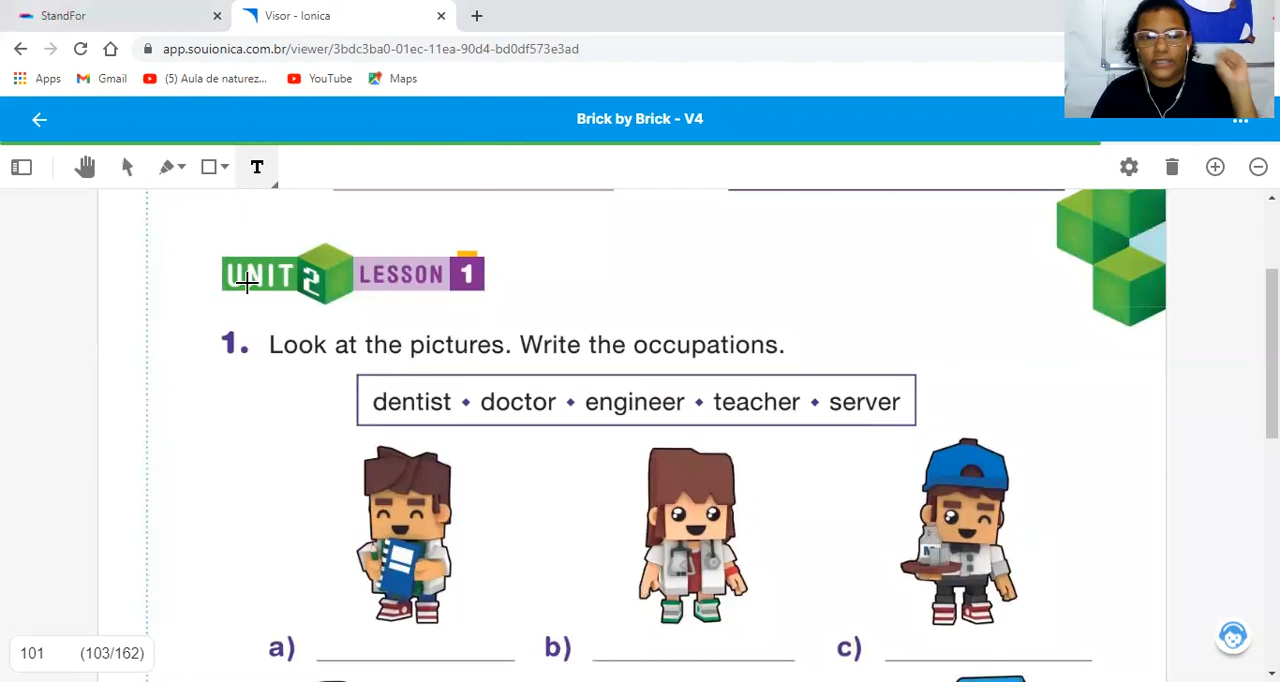 StandFor
Visor - Ionica
app.souionica.com.br/viewer/3bdc3ba0-01ec-11ea-90d4-bd0df573e3ad
Apps Gmail (5) Aula de naturez... YouTube Maps
Brick by Brick - V4
T
UNIT 2 LESSON 1
1. Look at the pictures. Write the occupations.
dentist • doctor • engineer • teacher • server
a) b) c)
101 (103/162)